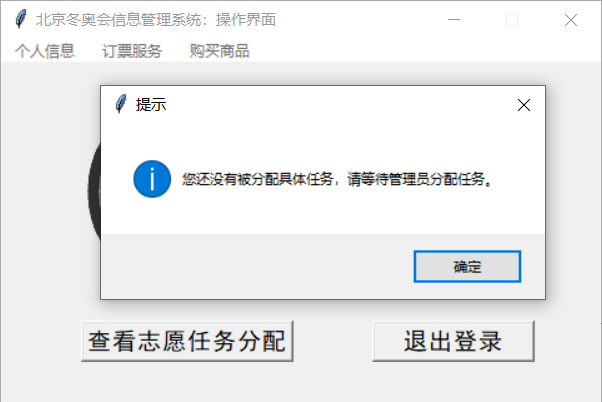 北京冬奥会信息管理系统：操作界面
个人信息 订票服务 购买商品
提示
您还没有被分配具体任务，请等待管理员分配任务。
确定
查看志愿任务分配 退出登录